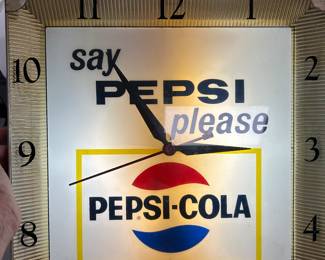 11 12 1
10 2
9 3
8 4
say
PEPSI
please
PEPSI-COLA